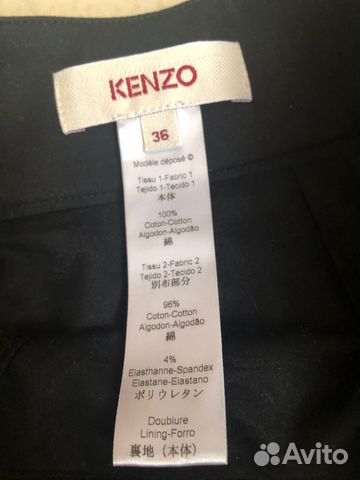 KENZO
36
Modèle déposé ©
Tissu 1-Fabric 1
Tejido 1-Tecido 1
本体
100%
Coton-Cotton
Algodon-Algodão
綿
Tissu 2-Fabric 2
Tejido 2-Tecido 2
別布部分
96%
Coton-Cotton
Algodon-Algodão
綿
4%
Elasthanne-Spandex
Elastane-Elastano
ポリウレタン
Doublure
Lining-Forro
裏地（本体）
Avito